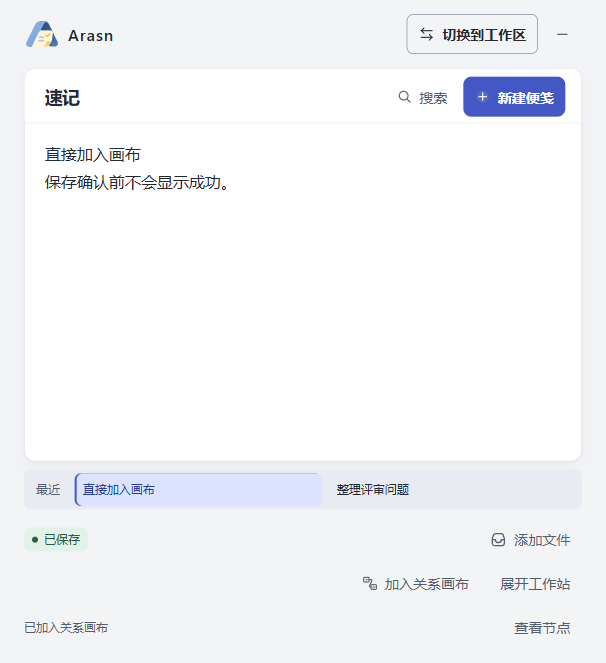 Arasn
切换到工作区
速记
搜索
新建便笺
直接加入画布
保存确认前不会显示成功。
最近
直接加入画布
整理评审问题
已保存
添加文件
加入关系画布
展开工作站
已加入关系画布
查看节点